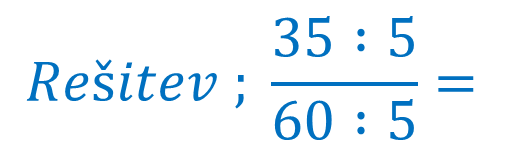 Rešitev ; 35 : 5
60 : 5 =